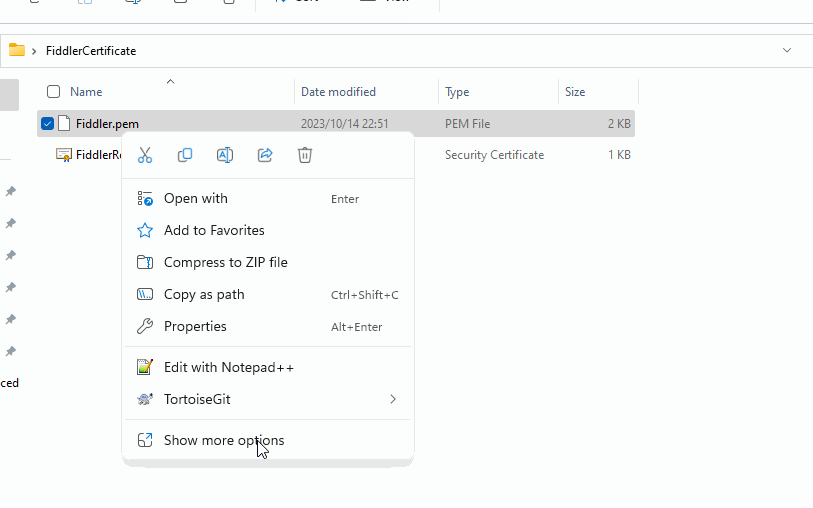 FiddlerCertificate
Name Date modified Type Size
Fiddler.pem 2023/10/14 22:51 PEM File 2 KB
Security Certificate 1 KB
Open with Enter
Add to Favorites
Compress to ZIP file
Copy as path Ctrl+Shift+C
Properties Alt+Enter
Edit with Notepad++
TortoiseGit
Show more options
ced